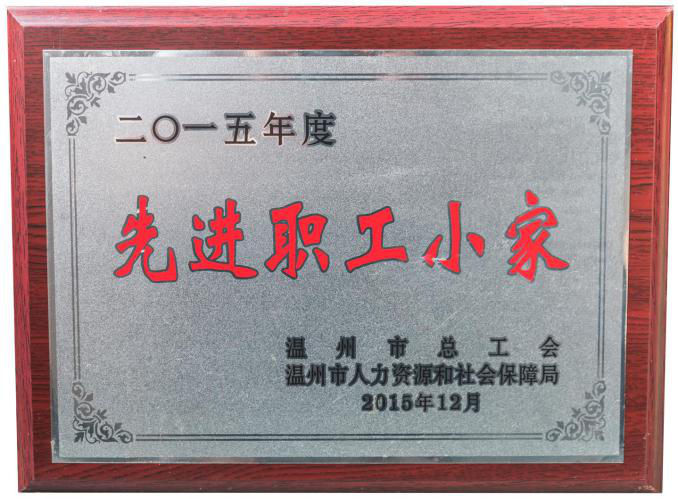 二〇一五年度
先进职工小家
温州市总工会
温州市人力资源和社会保障局
2015年12月